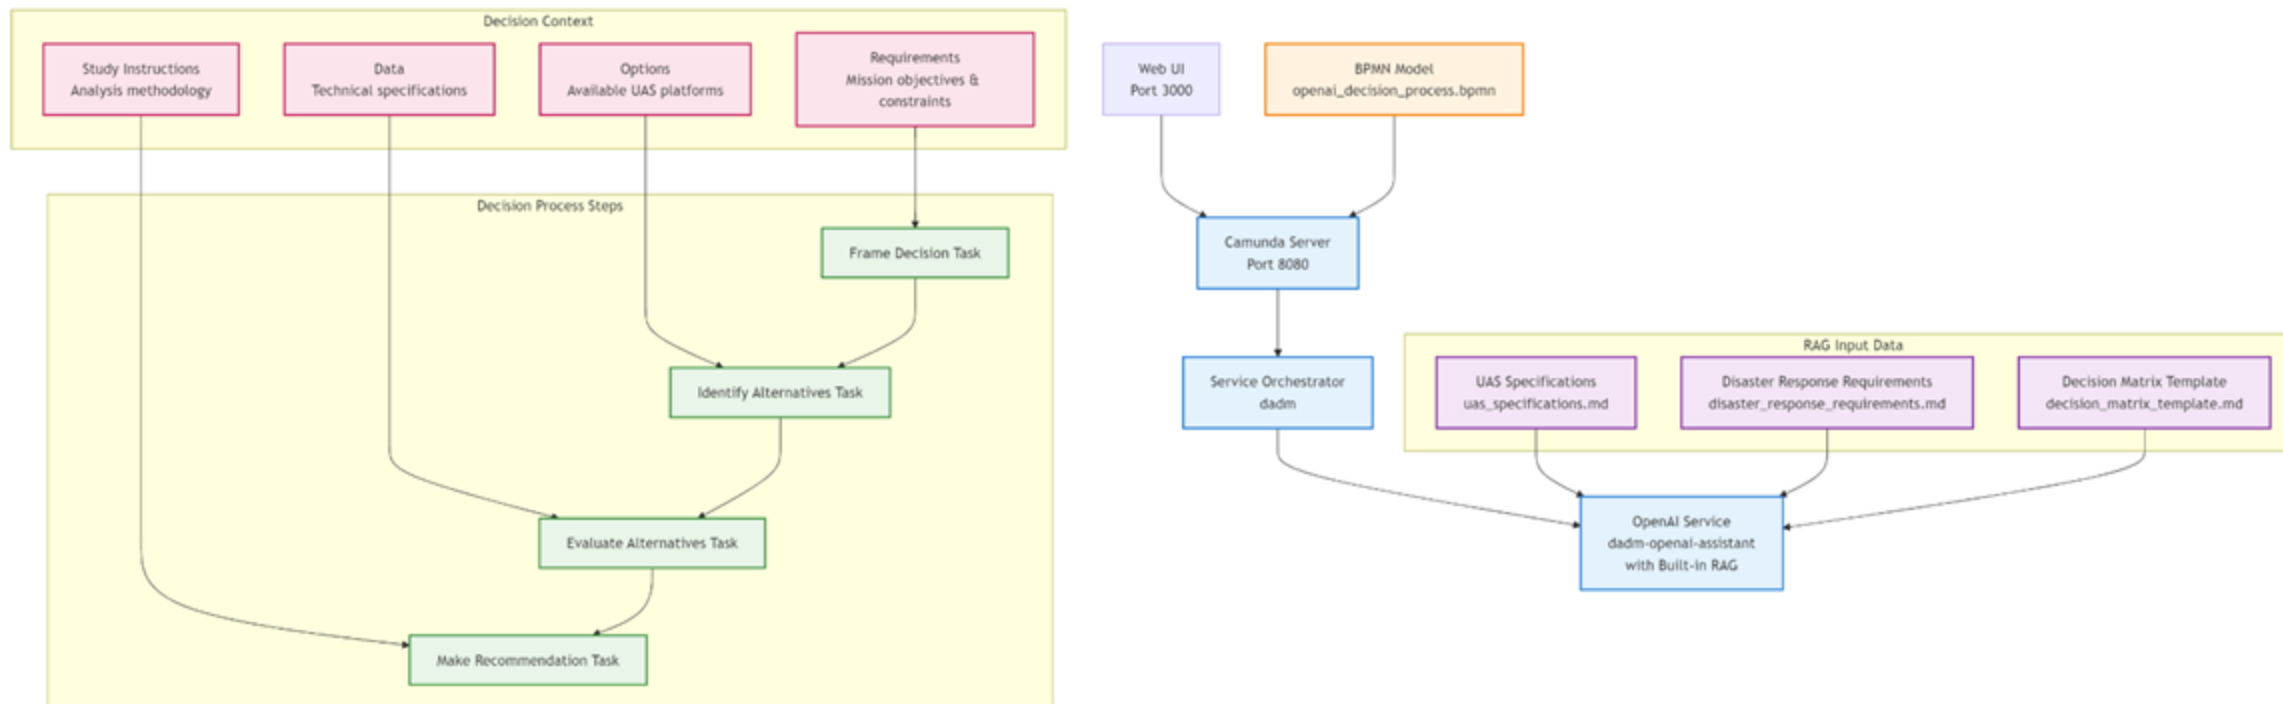 Decision Context
Study Instructions
Analysis methodology
Data
Technical specifications
Options
Available UAS platforms
Requirements
Mission objectives &
constraints
Decision Process Steps
Frame Decision Task
Identify Alternatives Task
Evaluate Alternatives Task
Make Recommendation Task
Web UI
Port 3000
BPMN Model
openai_decision_process.bpmn
Camunda Server
Port 8080
Service Orchestrator
dadm
RAG Input Data
UAS Specifications
uas_specifications.md
Disaster Response Requirements
disaster_response_requirements.md
Decision Matrix Template
decision_matrix_template.md
OpenAI Service
dadm-openai-assistant
with Built-in RAG